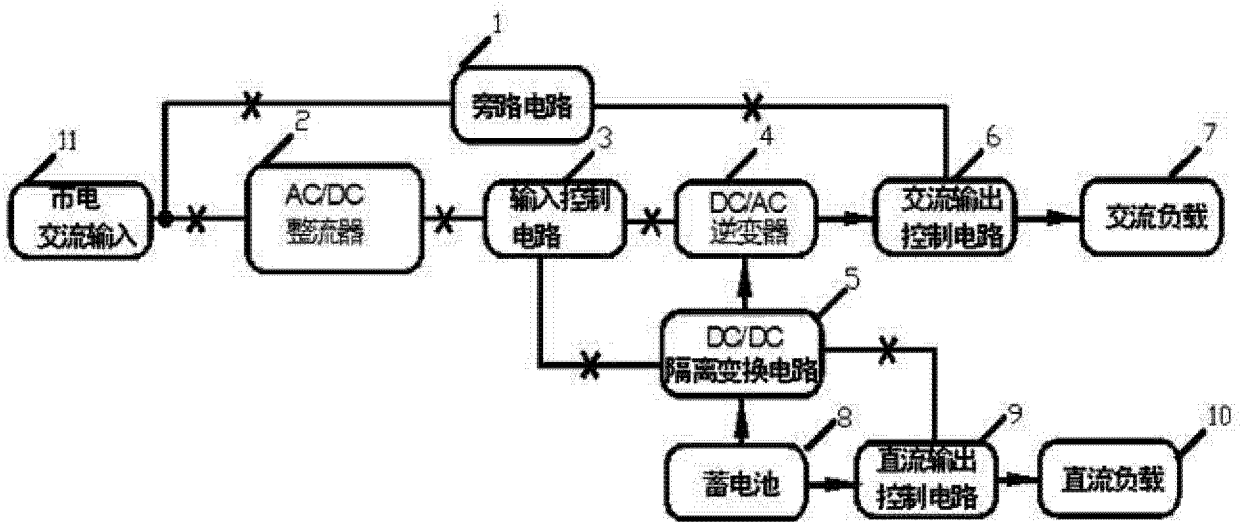 1
旁路电路
11
市电
交流输入
2
AC/DC
整流器
3
输入控制
电路
4
DC/AC
逆变器
6
交流输出
控制电路
7
交流负载
5
DC/DC
隔离变换电路
8
蓄电池
9
直流输出
控制电路
10
直流负载